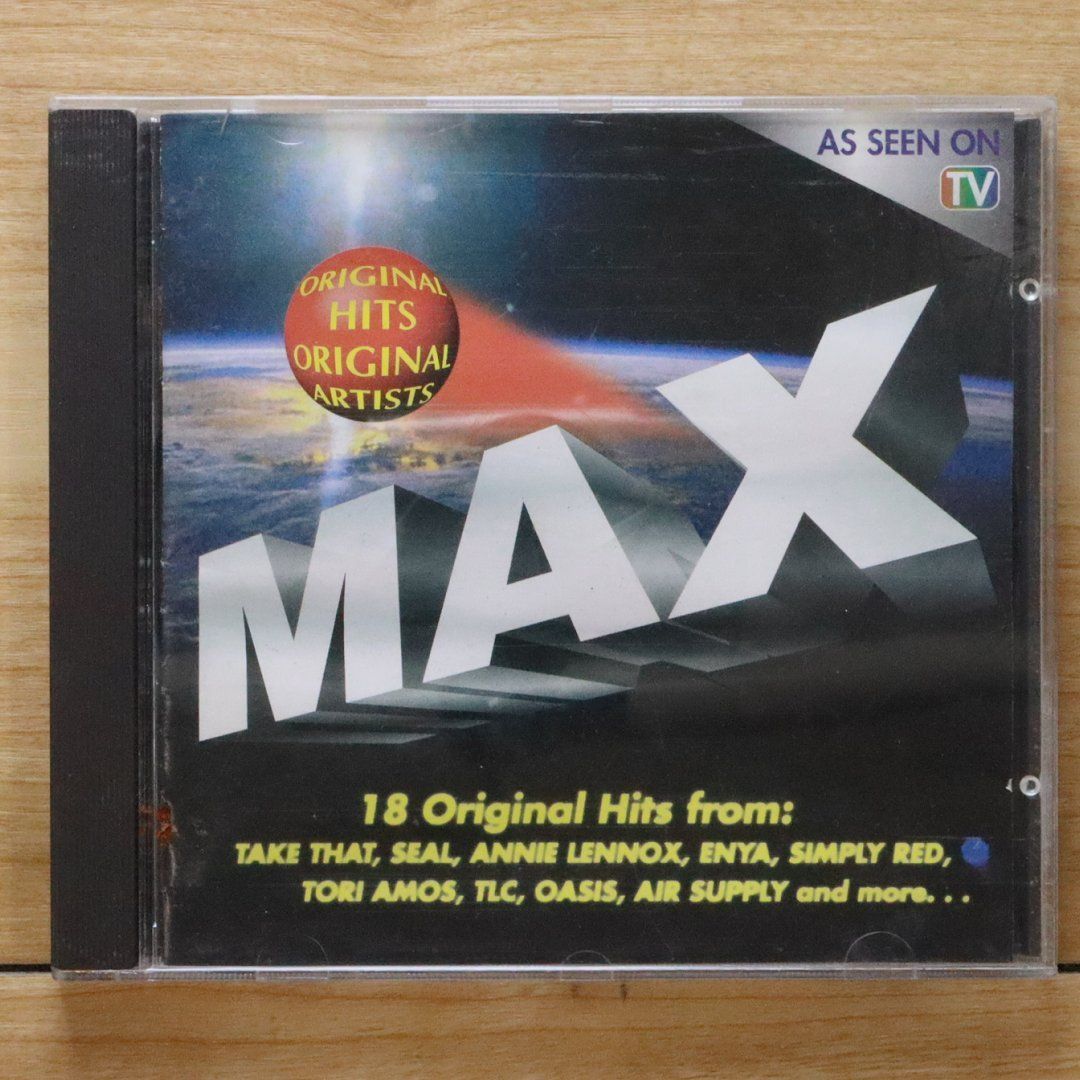 AS SEEN ON
TV
ORIGINAL
HITS
ORIGINAL
ARTISTS
MAX
18 Original Hits from:
TAKE THAT, SEAL, ANNIE LENNOX, ENYA, SIMPLY RED,
TORI AMOS, TLC, OASIS, AIR SUPPLY and more. . .